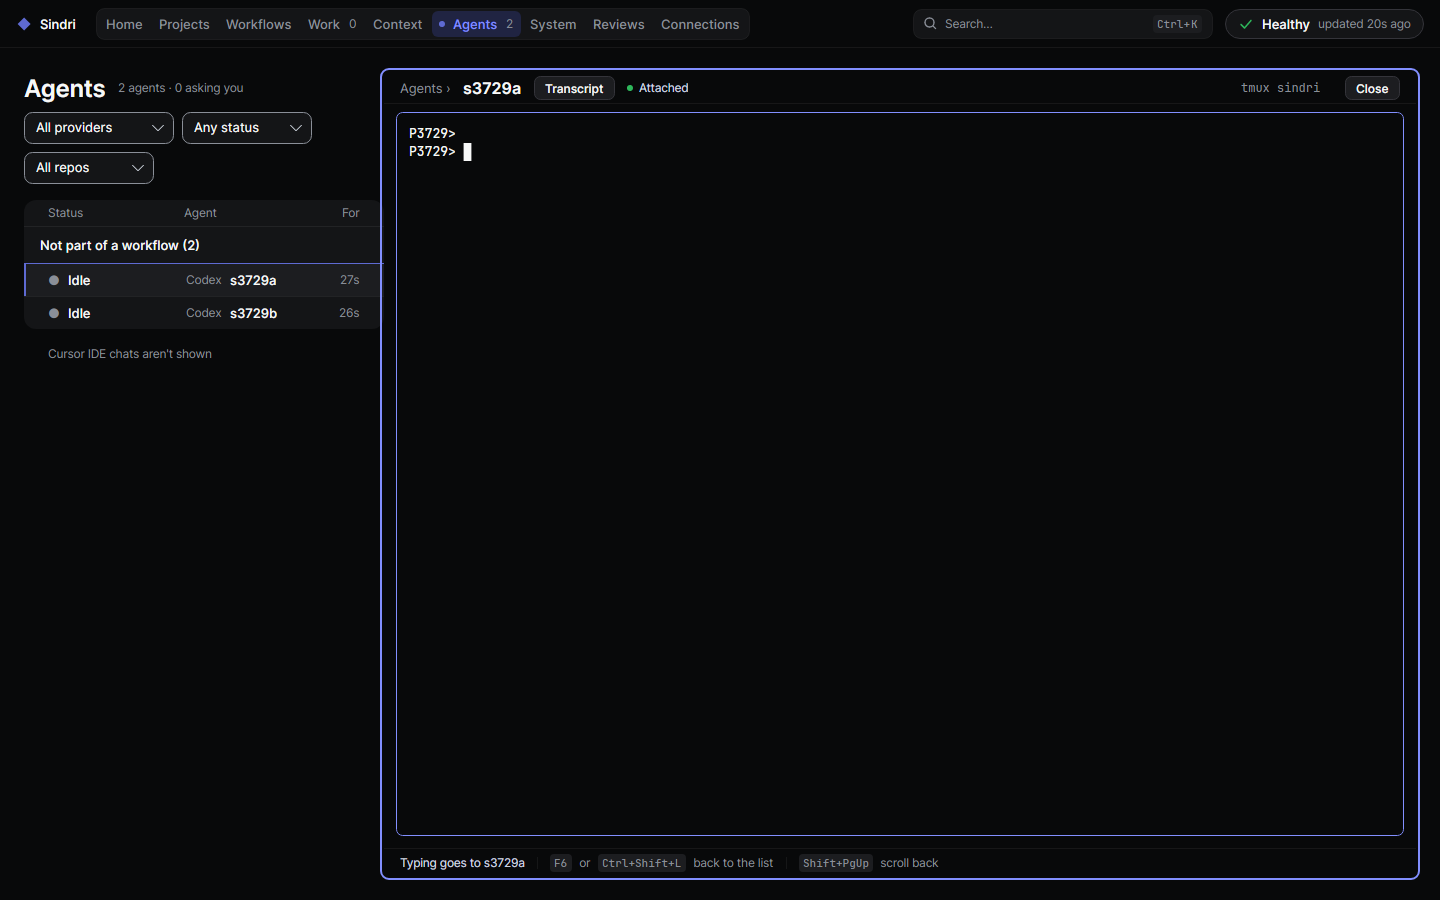 Sindri Home Projects Workflows Work 0 Context Agents 2 System Reviews Connections Search... Ctrl+K Healthy updated 20s ago
Agents 2 agents · 0 asking you
All providers Any status
All repos
Status Agent For
Not part of a workflow (2)
Idle Codex s3729a 27s
Idle Codex s3729b 26s
Cursor IDE chats aren't shown
Agents › s3729a Transcript Attached tmux sindri Close
P3729>
P3729>
Typing goes to s3729a F6 or Ctrl+Shift+L back to the list Shift+PgUp scroll back